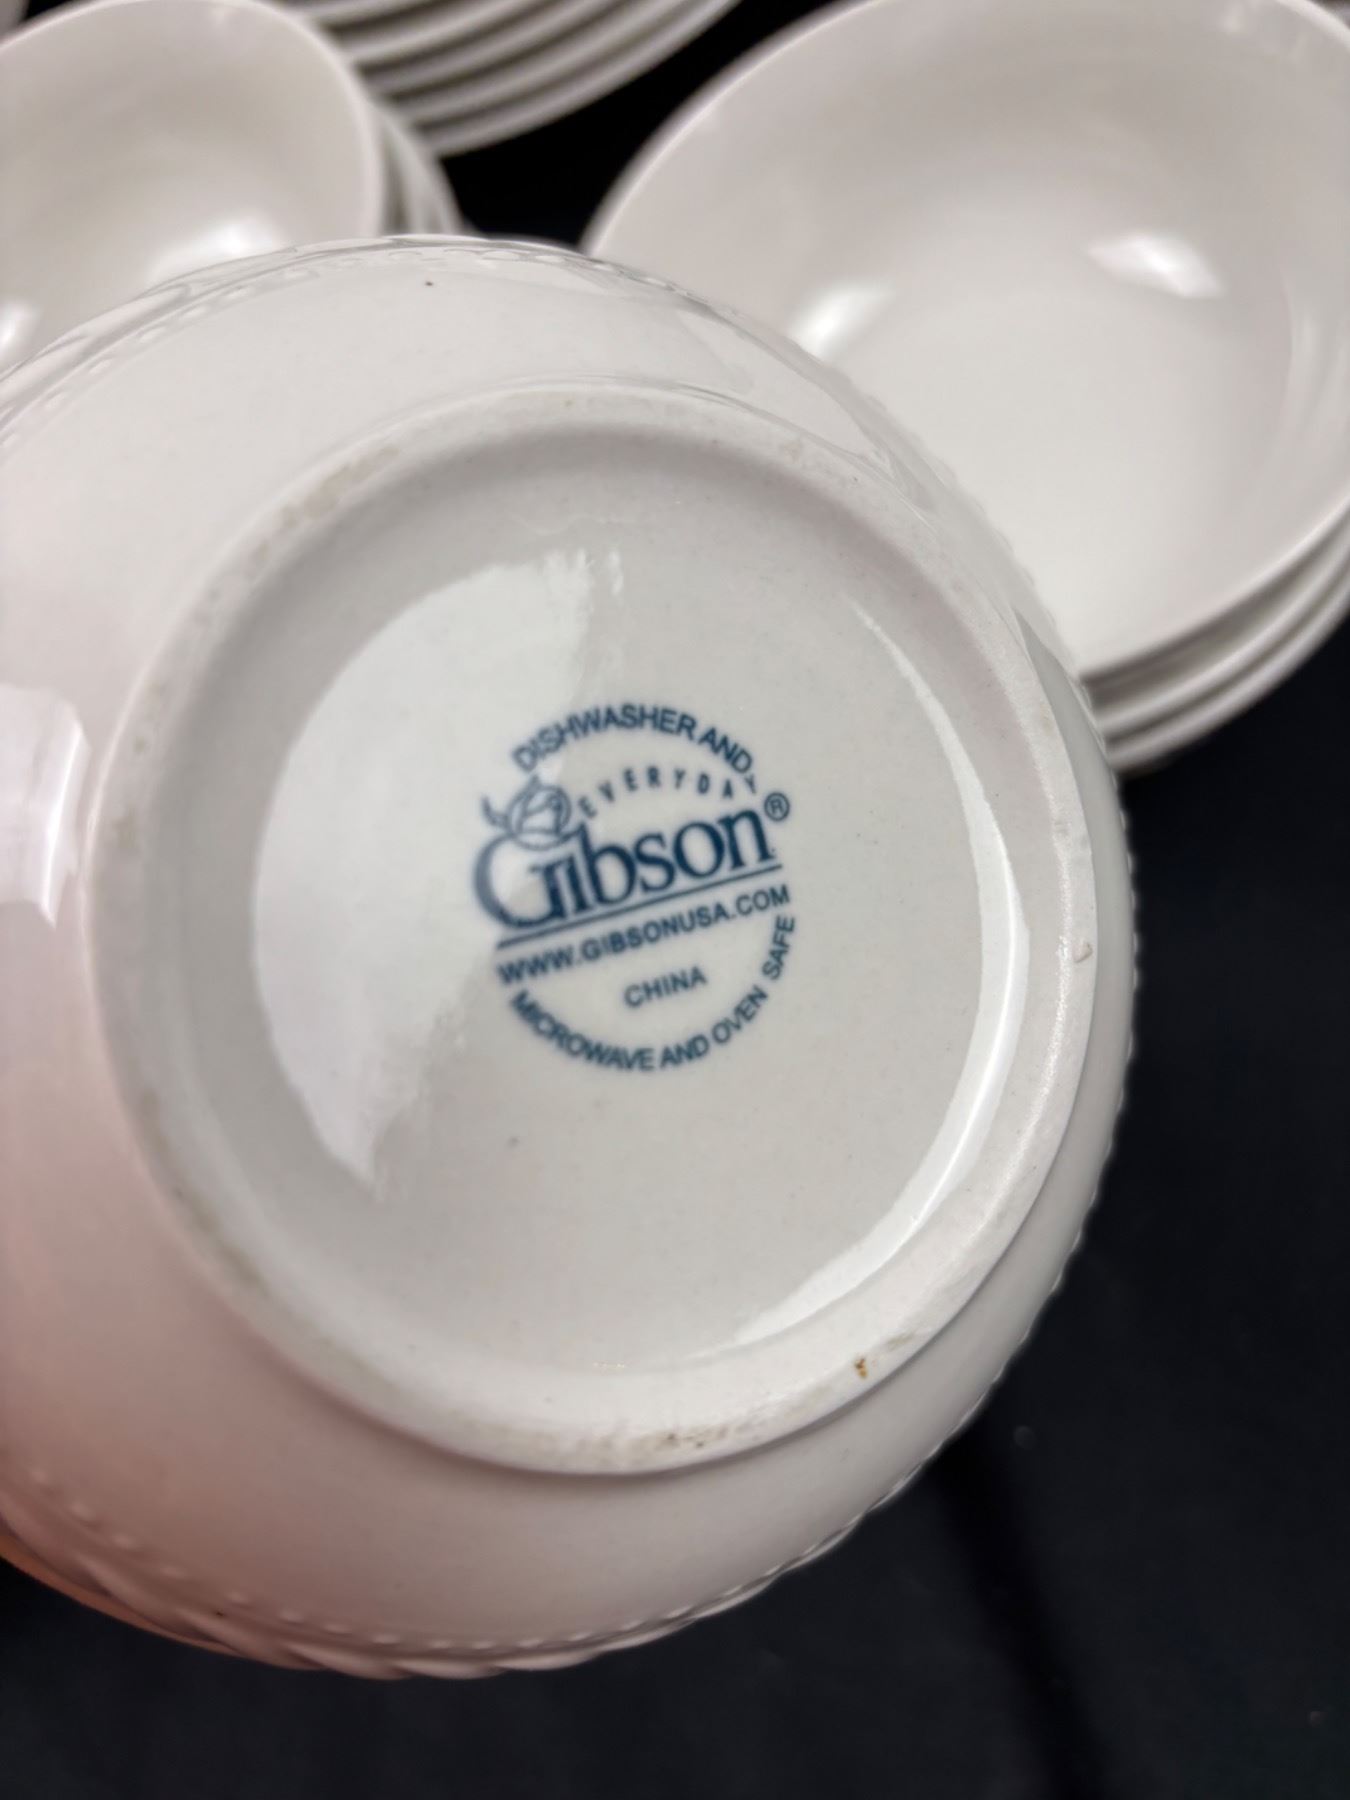 DISHWASHER AND
EVERYDAY
Gibson®
WWW.GIBSONUSA.COM
CHINA
MICROWAVE AND OVEN SAFE